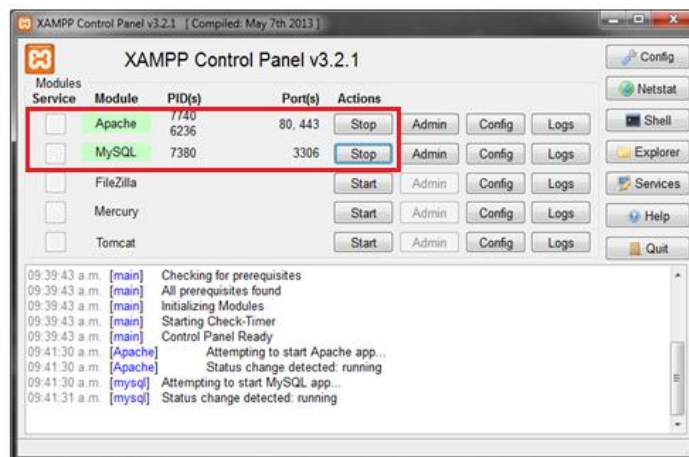 XAMPP Control Panel v3.2.1 [ Compiled: May 7th 2013 ]
XAMPP Control Panel v3.2.1
Config
Modules
Service Module PID(s) Port(s) Actions
Netstat
Apache 7740 6236 80, 443 Stop Admin Config Logs
Shell
MySQL 7380 3306 Stop Admin Config Logs
Explorer
FileZilla Start Admin Config Logs
Services
Mercury Start Admin Config Logs
Help
Tomcat Start Admin Config Logs
Quit
09:39:43 a.m. [main] Checking for prerequisites
09:39:43 a.m. [main] All prerequisites found
09:39:43 a.m. [main] Initializing Modules
09:39:43 a.m. [main] Starting Check-Timer
09:39:43 a.m. [main] Control Panel Ready
09:41:30 a.m. [Apache] Attempting to start Apache app...
09:41:30 a.m. [Apache] Status change detected: running
09:41:30 a.m. [mysql] Attempting to start MySQL app...
09:41:31 a.m. [mysql] Status change detected: running